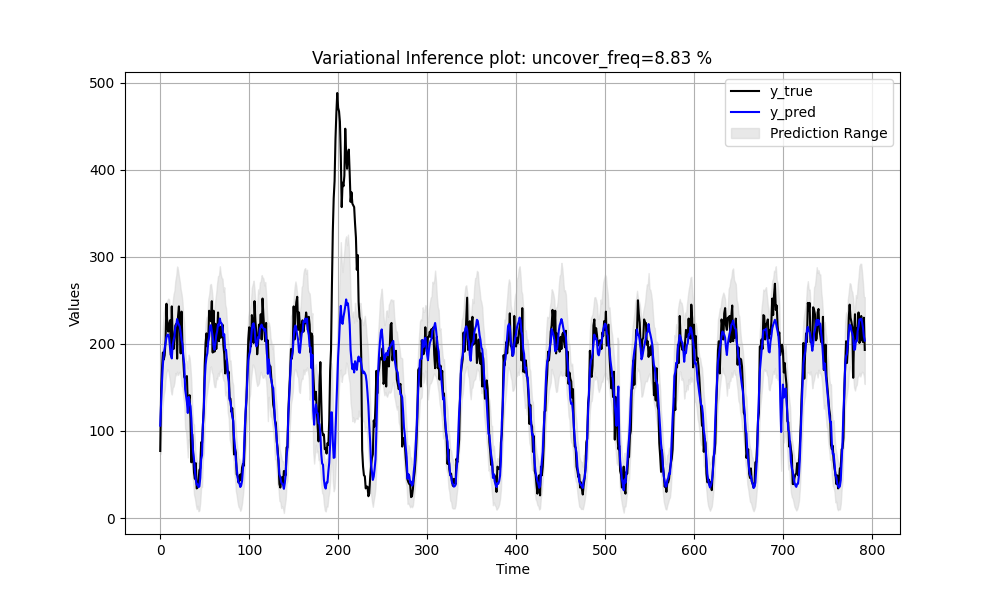 Variational Inference plot: uncover_freq=8.83 %
500
400
300
200
100
0
Values
y_true
y_pred
Prediction Range
0 100 200 300 400 500 600 700 800
Time